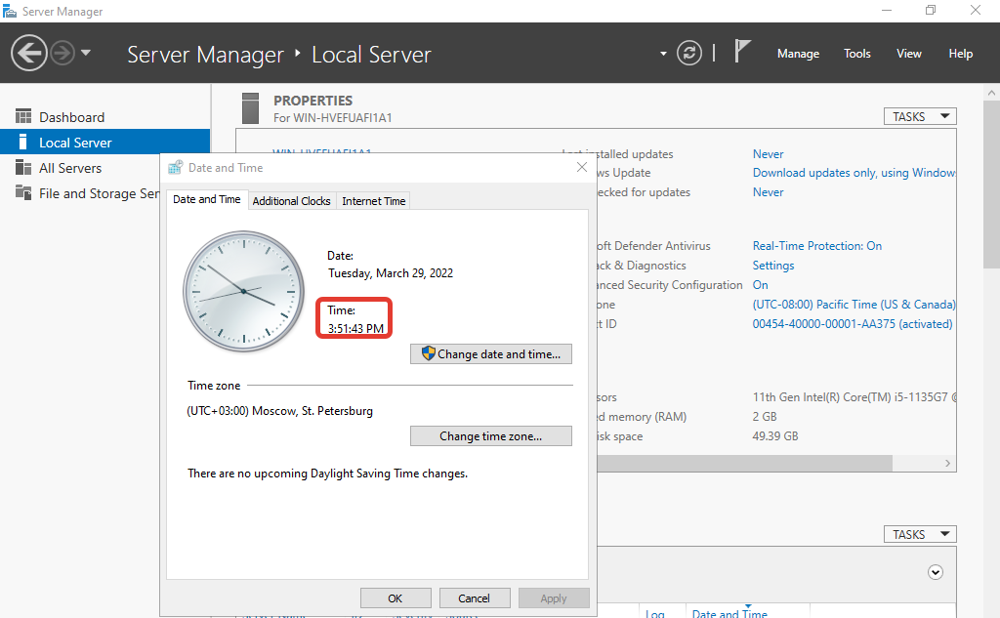 Server Manager
Server Manager ‣ Local Server
Manage Tools View Help
Dashboard
Local Server
All Servers
File and Storage Ser
PROPERTIES
For WIN-HVEFUAFI1A1
TASKS
WIN-HVEFUAFI1A1
Last installed updates Never
ws Update Download updates only, using Windows
ecked for updates Never
oft Defender Antivirus Real-Time Protection: On
ack & Diagnostics Settings
anced Security Configuration On
one (UTC-08:00) Pacific Time (US & Canada)
t ID 00454-40000-00001-AA375 (activated)
sors 11th Gen Intel(R) Core(TM) i5-1135G7 @
ed memory (RAM) 2 GB
isk space 49.39 GB
Date and Time
Date and Time Additional Clocks Internet Time
Date:
Tuesday, March 29, 2022
Time:
3:51:43 PM
Change date and time...
Time zone
(UTC+03:00) Moscow, St. Petersburg
Change time zone...
There are no upcoming Daylight Saving Time changes.
OK Cancel Apply
TASKS
Server Name ID Severity Source Log Date and Time